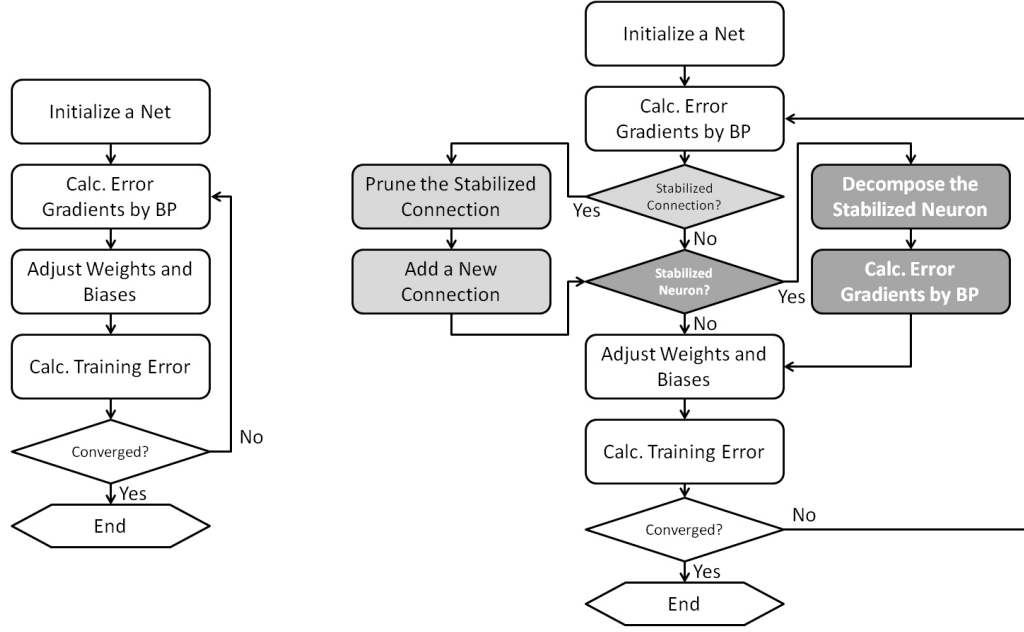 Initialize a Net
Calc. Error
Gradients by BP
Adjust Weights and
Biases
Calc. Training Error
Converged?
No
Yes
End
Initialize a Net
Calc. Error
Gradients by BP
Stabilized
Connection?
Yes
No
Prune the Stabilized
Connection
Add a New
Connection
Stabilized
Neuron?
Yes
No
Decompose the
Stabilized Neuron
Calc. Error
Gradients by BP
Adjust Weights and
Biases
Calc. Training Error
Converged?
No
Yes
End